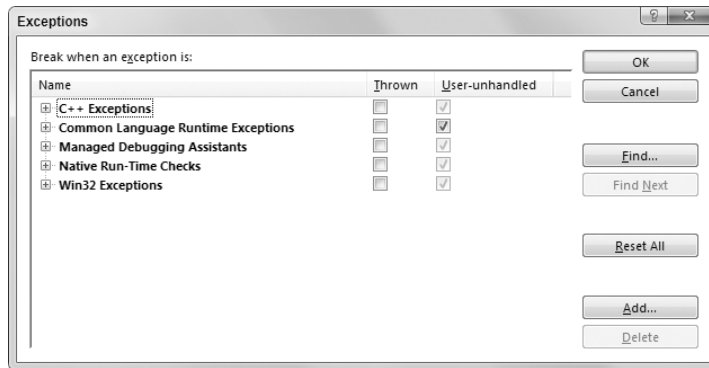 Exceptions
Break when an exception is:
Name Thrown User-unhandled
C++ Exceptions
Common Language Runtime Exceptions
Managed Debugging Assistants
Native Run-Time Checks
Win32 Exceptions
OK
Cancel
Find...
Find Next
Reset All
Add...
Delete